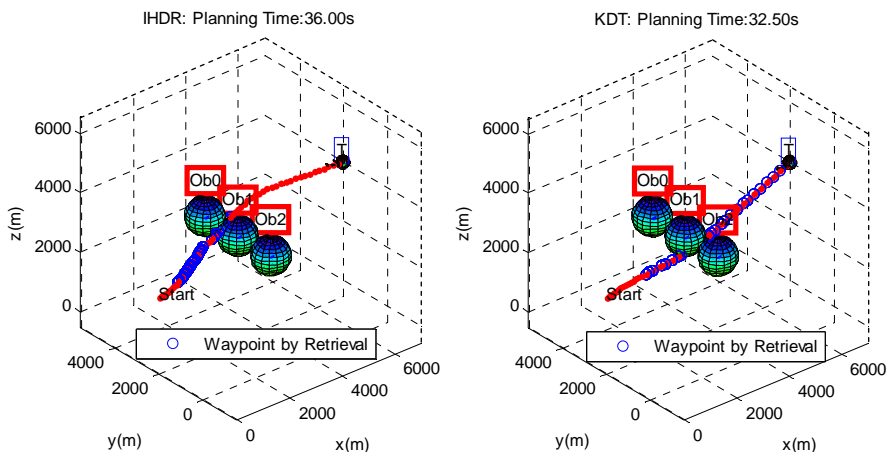 IHDR: Planning Time:36.00s
6000
4000
2000
0
z(m)
Ob0
Ob1
Ob2
T
Start
Waypoint by Retrieval
4000
2000
0
y(m)
0
2000
4000
6000
x(m)
KDT: Planning Time:32.50s
6000
4000
2000
0
z(m)
Ob0
Ob1
Ob2
T
Start
Waypoint by Retrieval
4000
2000
0
y(m)
0
2000
4000
6000
x(m)